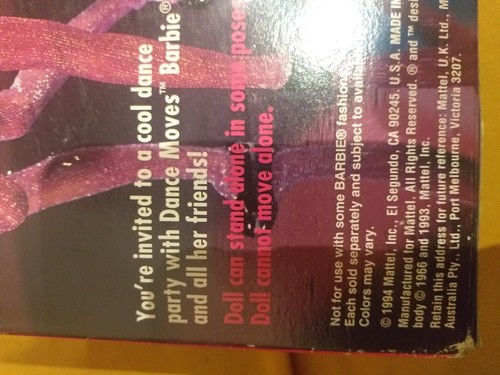 You're invited to a cool dance
party with Dance Moves™ Barbie®
and all her friends!
Doll can stand alone in some poses.
Doll cannot move alone.
Not for use with some BARBIE® fashions.
Each sold separately and subject to
Colors may vary.
© 1994 Mattel, Inc., El Segundo, CA 90245. U.S.A. MADE IN
Manufactured for Mattel. All Rights Reserved. ® and ™
body © 1966 and 1993. Mattel, Inc.
Retain this address for future reference: Mattel, U.K. Ltd.,
Australia Pty., Ltd., Port Melbourne, Victoria 3207.